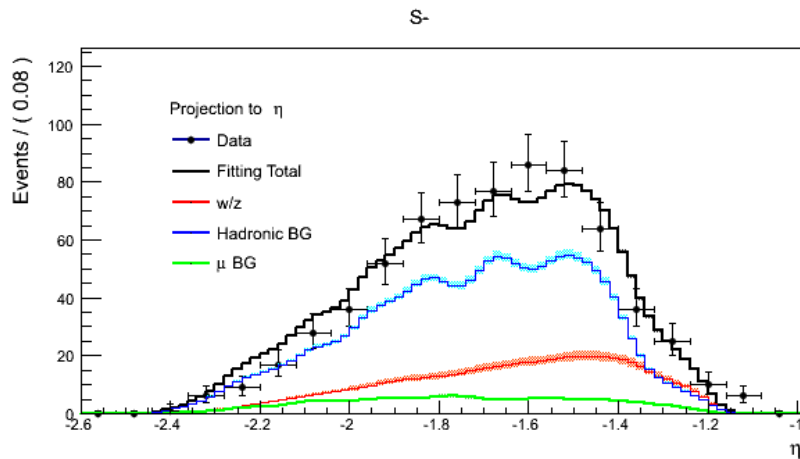 S-
Events / ( 0.08 )
120
100
80
60
40
20
0
Projection to η
Data
Fitting Total
w/z
Hadronic BG
μ BG
-2.6 -2.4 -2.2 -2 -1.8 -1.6 -1.4 -1.2 -1
η